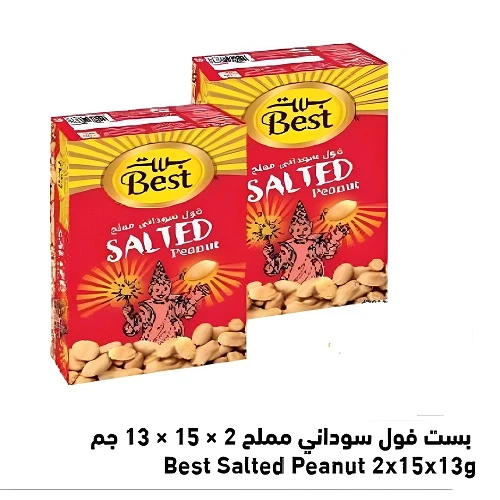 بست
Best
فول سوداني مملح
SALTED
Peanut
بست
Best
فول سوداني مملح
SALTED
Peanut
بست فول سوداني مملح 2 × 15 × 13 جم
Best Salted Peanut 2x15x13g